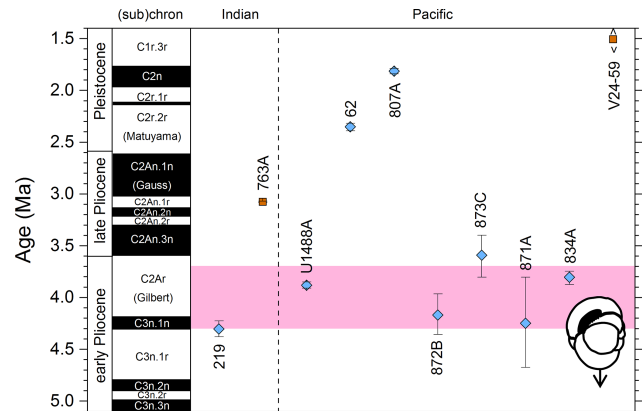 (sub)chron
Indian
Pacific
Age (Ma)
1.5
2.0
2.5
3.0
3.5
4.0
4.5
5.0
Pleistocene
late Pliocene
early Pliocene
C1r.3r
C2n
C2r.1r
C2r.2r
(Matuyama)
C2An.1n
(Gauss)
C2An.1r
C2An.2n
C2An.2r
C2An.3n
C2Ar
(Gilbert)
C3n.1n
C3n.1r
C3n.2n
C3n.2r
C3n.3n
219
763A
U1488A
62
807A
872B
873C
871A
834A
V24-59